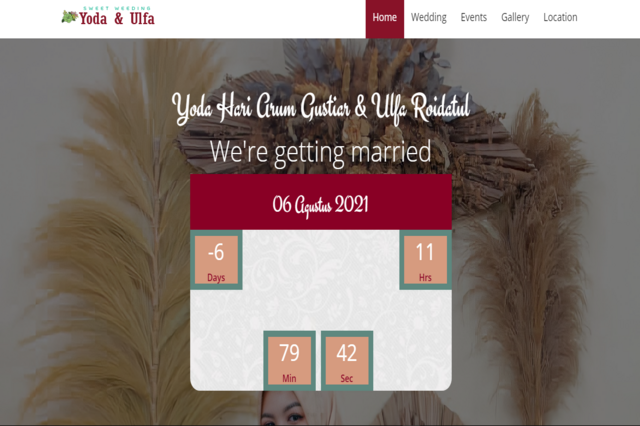 SWEET WEEDING
Yoda & Ulfa
Home Wedding Events Gallery Location
Yoda Hari Arum Gustiar & Ulfa Roidatul
We're getting married
06 Agustus 2021
-6 11
Days Hrs
79 42
Min Sec